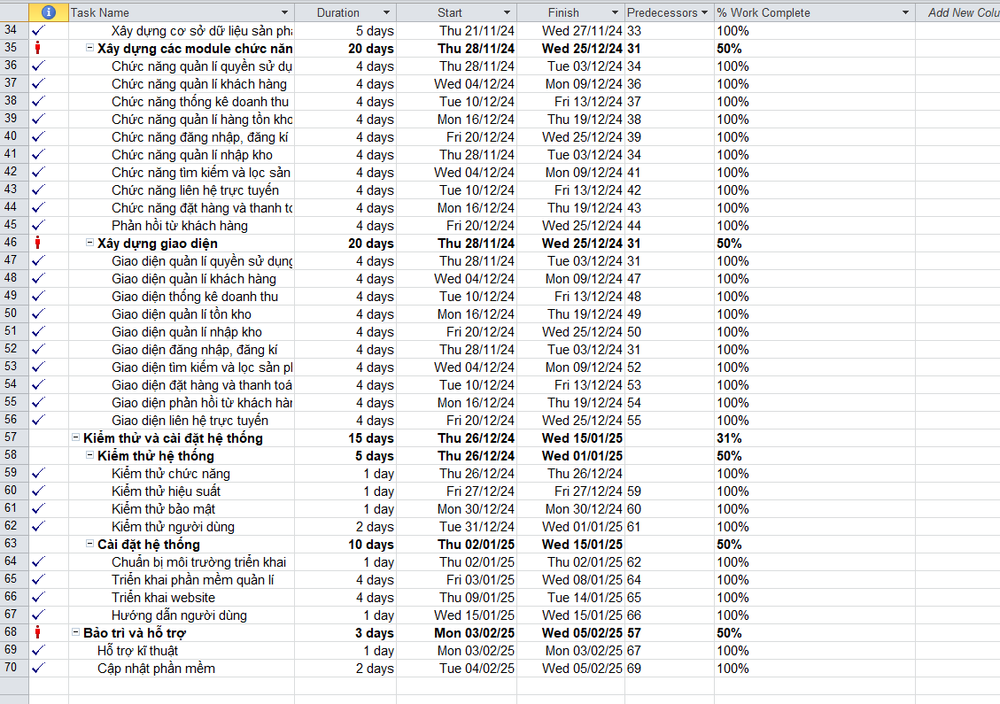 Task Name Duration Start Finish Predecessors % Work Complete Add New Colu
34 Xây dựng cơ sở dữ liệu sản phẩ 5 days Thu 21/11/24 Wed 27/11/24 33 100%
35 Xây dựng các module chức năn 20 days Thu 28/11/24 Wed 25/12/24 31 50%
36 Chức năng quản lí quyền sử dụ 4 days Thu 28/11/24 Tue 03/12/24 34 100%
37 Chức năng quản lí khách hàng 4 days Wed 04/12/24 Mon 09/12/24 36 100%
38 Chức năng thống kê doanh thu 4 days Tue 10/12/24 Fri 13/12/24 37 100%
39 Chức năng quản lí hàng tồn kho 4 days Mon 16/12/24 Thu 19/12/24 38 100%
40 Chức năng đăng nhập, đăng kí 4 days Fri 20/12/24 Wed 25/12/24 39 100%
41 Chức năng quản lí nhập kho 4 days Thu 28/11/24 Tue 03/12/24 34 100%
42 Chức năng tìm kiếm và lọc sản 4 days Wed 04/12/24 Mon 09/12/24 41 100%
43 Chức năng liên hệ trực tuyến 4 days Tue 10/12/24 Fri 13/12/24 42 100%
44 Chức năng đặt hàng và thanh to 4 days Mon 16/12/24 Thu 19/12/24 43 100%
45 Phản hồi từ khách hàng 4 days Fri 20/12/24 Wed 25/12/24 44 100%
46 Xây dựng giao diện 20 days Thu 28/11/24 Wed 25/12/24 31 50%
47 Giao diện quản lí quyền sử dụng 4 days Thu 28/11/24 Tue 03/12/24 31 100%
48 Giao diện quản lí khách hàng 4 days Wed 04/12/24 Mon 09/12/24 47 100%
49 Giao diện thống kê doanh thu 4 days Tue 10/12/24 Fri 13/12/24 48 100%
50 Giao diện quản lí tồn kho 4 days Mon 16/12/24 Thu 19/12/24 49 100%
51 Giao diện quản lí nhập kho 4 days Fri 20/12/24 Wed 25/12/24 50 100%
52 Giao diện đăng nhập, đăng kí 4 days Thu 28/11/24 Tue 03/12/24 31 100%
53 Giao diện tìm kiếm và lọc sản ph 4 days Wed 04/12/24 Mon 09/12/24 52 100%
54 Giao diện đặt hàng và thanh toá 4 days Tue 10/12/24 Fri 13/12/24 53 100%
55 Giao diện phản hồi từ khách hàn 4 days Mon 16/12/24 Thu 19/12/24 54 100%
56 Giao diện liên hệ trực tuyến 4 days Fri 20/12/24 Wed 25/12/24 55 100%
57 Kiểm thử và cài đặt hệ thống 15 days Thu 26/12/24 Wed 15/01/25 31%
58 Kiểm thử hệ thống 5 days Thu 26/12/24 Wed 01/01/25 50%
59 Kiểm thử chức năng 1 day Thu 26/12/24 Thu 26/12/24 100%
60 Kiểm thử hiệu suất 1 day Fri 27/12/24 Fri 27/12/24 59 100%
61 Kiểm thử bảo mật 1 day Mon 30/12/24 Mon 30/12/24 60 100%
62 Kiểm thử người dùng 2 days Tue 31/12/24 Wed 01/01/25 61 100%
63 Cài đặt hệ thống 10 days Thu 02/01/25 Wed 15/01/25 50%
64 Chuẩn bị môi trường triển khai 1 day Thu 02/01/25 Thu 02/01/25 62 100%
65 Triển khai phần mềm quản lí 4 days Fri 03/01/25 Wed 08/01/25 64 100%
66 Triển khai website 4 days Thu 09/01/25 Tue 14/01/25 65 100%
67 Hướng dẫn người dùng 1 day Wed 15/01/25 Wed 15/01/25 66 100%
68 Bảo trì và hỗ trợ 3 days Mon 03/02/25 Wed 05/02/25 57 50%
69 Hỗ trợ kĩ thuật 1 day Mon 03/02/25 Mon 03/02/25 67 100%
70 Cập nhật phần mềm 2 days Tue 04/02/25 Wed 05/02/25 69 100%